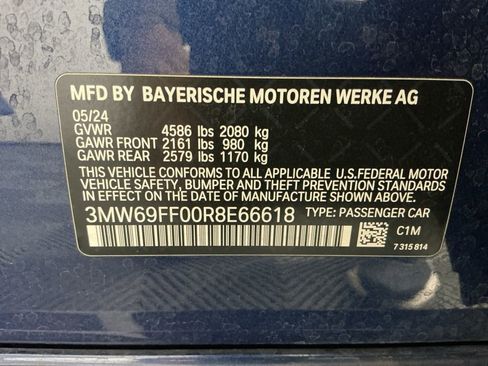 MFD BY BAYERISCHE MOTOREN WERKE AG
05/24
GVWR 4586 lbs 2080 kg
GAWR FRONT 2161 lbs 980 kg
GAWR REAR 2579 lbs 1170 kg
THIS VEHICLE CONFORMS TO ALL APPLICABLE U.S.FEDERAL MOTOR
VEHICLE SAFETY, BUMPER AND THEFT PREVENTION STANDARDS
IN EFFECT ON THE DATE OF MANUFACTURE SHOWN ABOVE.
3MW69FF00R8E66618 TYPE: PASSENGER CAR
C1M
7 315 814